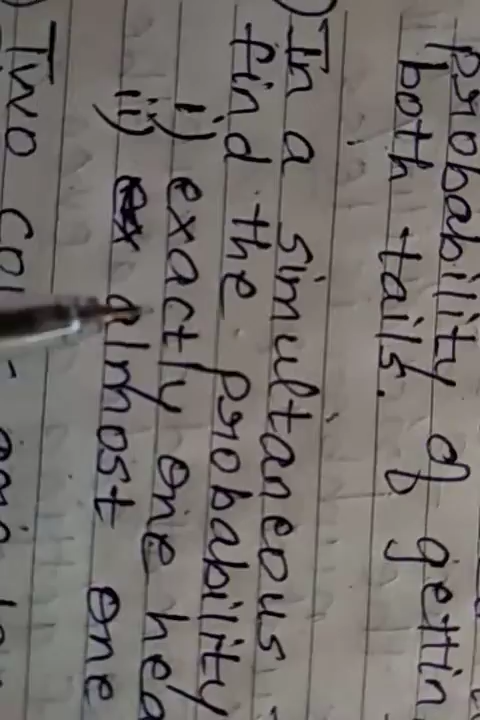 probability of gettin
both tails.
) In a simultaneous
find the probability
i) exactly one hea
ii) almost one
) Two